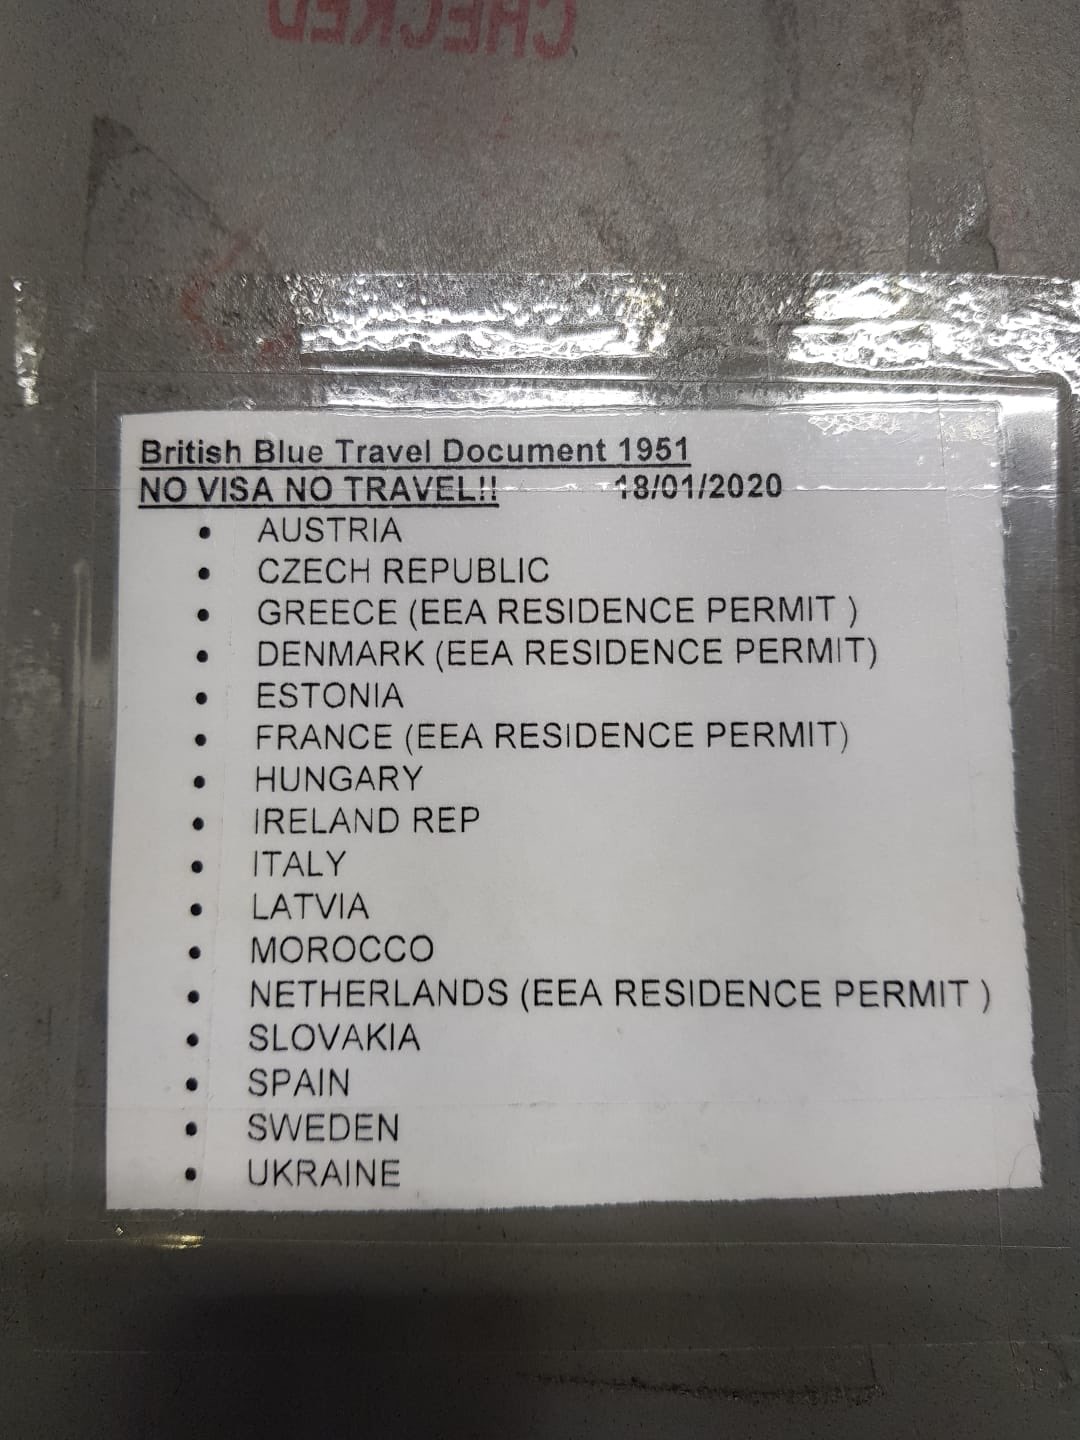 CHECKED
British Blue Travel Document 1951
NO VISA NO TRAVEL!! 18/01/2020
• AUSTRIA
• CZECH REPUBLIC
• GREECE (EEA RESIDENCE PERMIT )
• DENMARK (EEA RESIDENCE PERMIT)
• ESTONIA
• FRANCE (EEA RESIDENCE PERMIT)
• HUNGARY
• IRELAND REP
• ITALY
• LATVIA
• MOROCCO
• NETHERLANDS (EEA RESIDENCE PERMIT )
• SLOVAKIA
• SPAIN
• SWEDEN
• UKRAINE